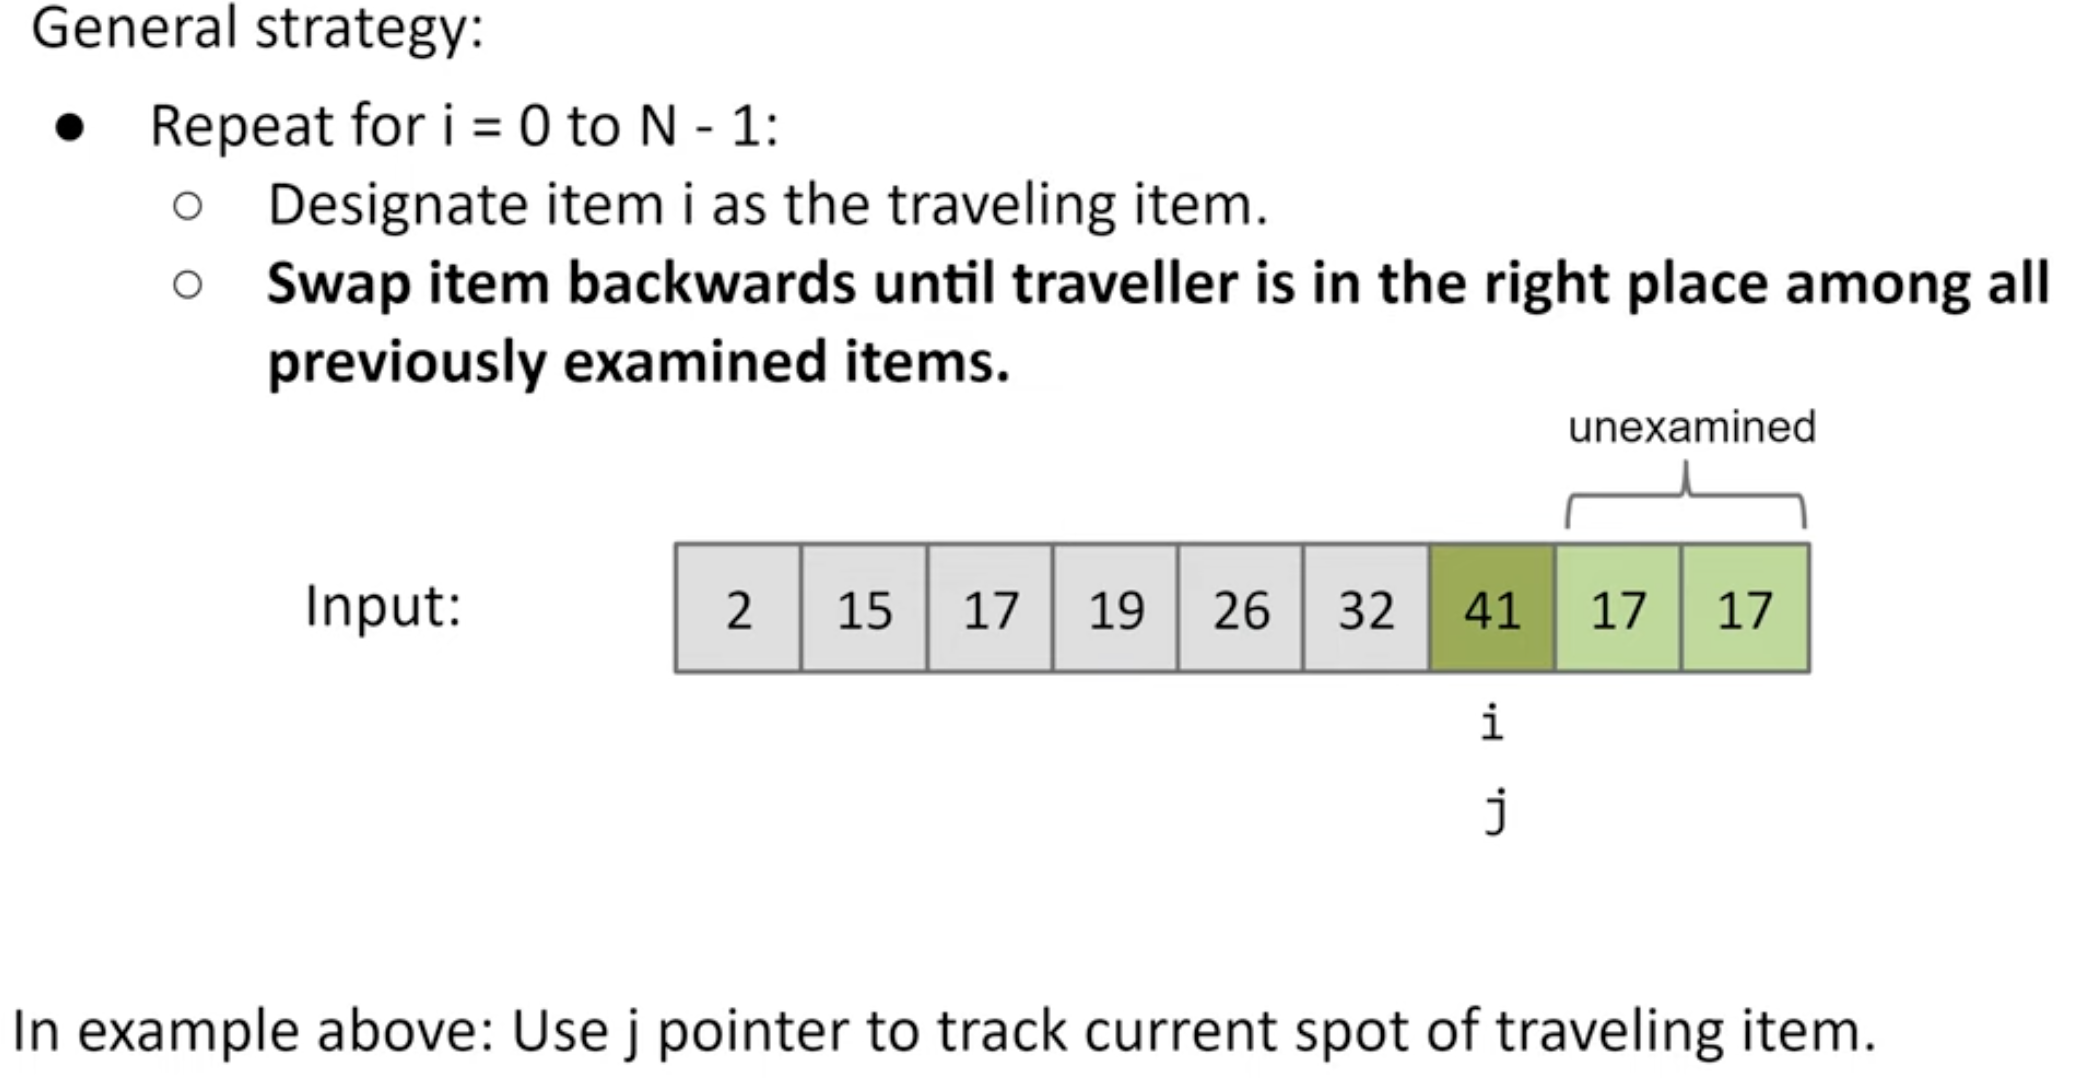 General strategy:
● Repeat for i = 0 to N - 1:
○ Designate item i as the traveling item.
○ Swap item backwards until traveller is in the right place among all
previously examined items.
unexamined
Input: 2 15 17 19 26 32 41 17 17
i
j
In example above: Use j pointer to track current spot of traveling item.